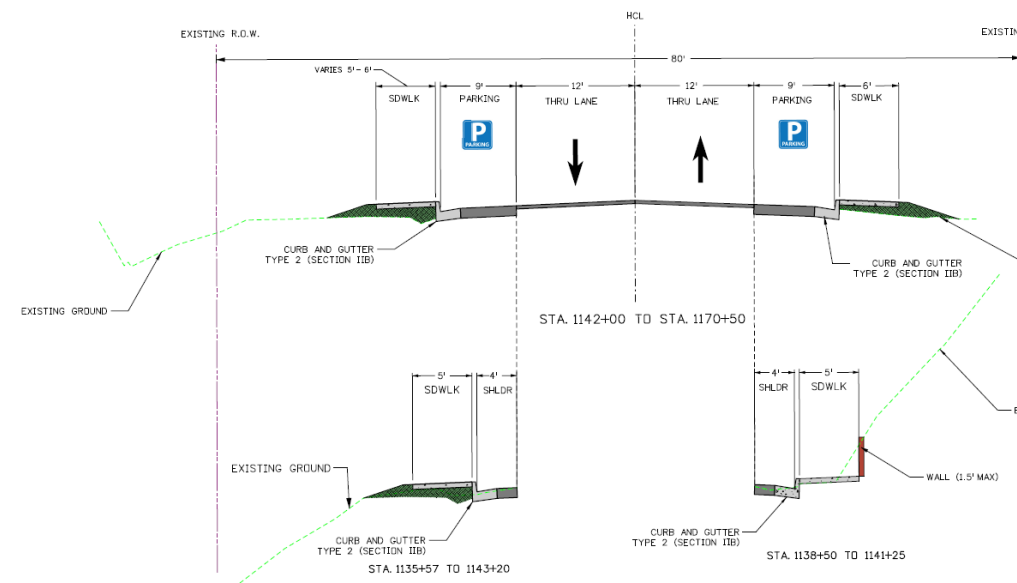 HCL
EXISTING R.O.W.
EXISTIN
80'
VARIES 5'- 6'
9'
12'
12'
9'
6'
SDWLK
PARKING
THRU LANE
THRU LANE
PARKING
SDWLK
P
PARKING
P
PARKING
CURB AND GUTTER
TYPE 2 (SECTION IIB)
CURB AND GUTTER
TYPE 2 (SECTION IIB)
EXISTING GROUND
STA. 1142+00 TO STA. 1170+50
5'
4'
SDWLK
SHLDR
4'
5'
SHLDR
SDWLK
E
EXISTING GROUND
WALL (1.5' MAX)
CURB AND GUTTER
TYPE 2 (SECTION IIB)
CURB AND GUTTER
TYPE 2 (SECTION IIB)
STA. 1135+57 TO 1143+20
STA. 1138+50 TO 1141+25